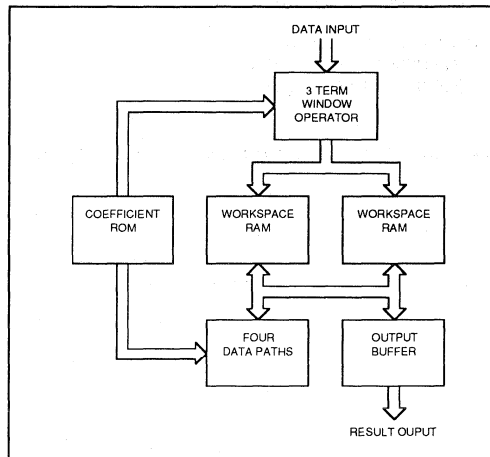 DATA INPUT
3 TERM
WINDOW
OPERATOR
COEFFICIENT
ROM
WORKSPACE
RAM
WORKSPACE
RAM
FOUR
DATA PATHS
OUTPUT
BUFFER
RESULT OUPUT